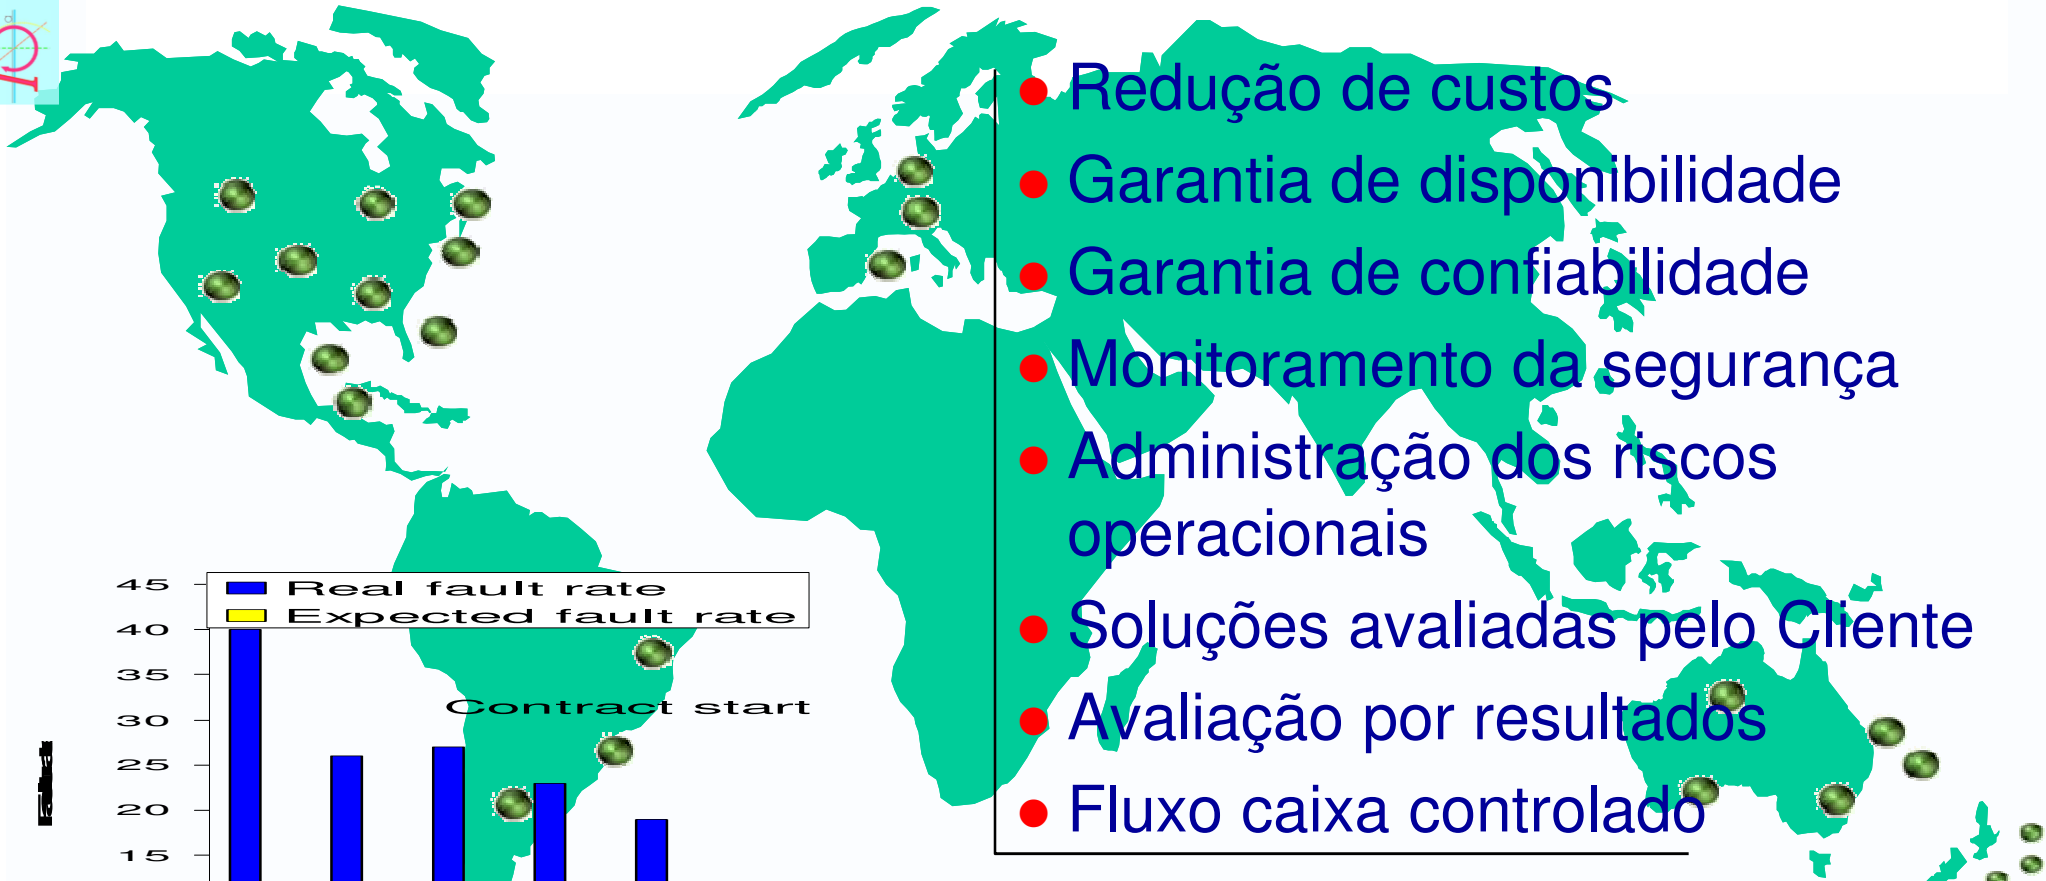 Redução de custos
Garantia de disponibilidade
Garantia de confiabilidade
Monitoramento da segurança
Administração dos riscos
operacionais
Soluções avaliadas pelo Cliente
Avaliação por resultados
Fluxo caixa controlado
Real fault rate
Expected fault rate
Contract start
45
40
35
30
25
20
15